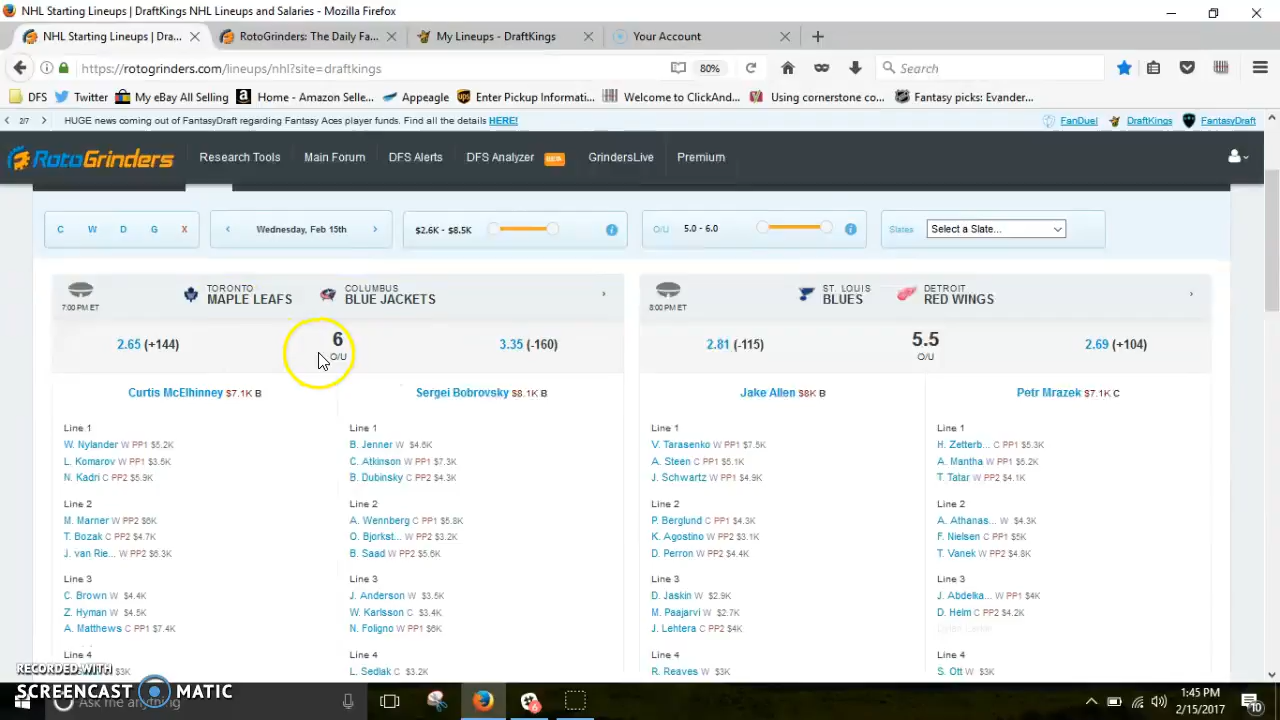 NHL Starting Lineups | DraftKings NHL Lineups and Salaries - Mozilla Firefox
NHL Starting Lineups | Dra...
RotoGrinders: The Daily Fa...
My Lineups - DraftKings
Your Account
https://rotogrinders.com/lineups/nhl?site=draftkings
80%
Search
DFS
Twitter
My eBay All Selling
Home - Amazon Selle...
Appeagle
Enter Pickup Informati...
Welcome to ClickAnd...
Using cornerstone co...
Fantasy picks: Evander...
2/7
HUGE news coming out of FantasyDraft regarding Fantasy Aces player funds. Find all the details HERE!
FanDuel
DraftKings
FantasyDraft
RotoGrinders
Research Tools
Main Forum
DFS Alerts
DFS Analyzer
BETA
GrindersLive
Premium
C W D G X
Wednesday, Feb 15th
$2.6K - $8.5K
O/U 5.0 - 6.0
Slates
Select a Slate...
7:00 PM ET
TORONTO
MAPLE LEAFS
COLUMBUS
BLUE JACKETS
2.65 (+144)
6
O/U
3.35 (-160)
Curtis McElhinney $7.1K B
Sergei Bobrovsky $8.1K B
Line 1
W. Nylander W PP1 $5.2K
L. Komarov W PP1 $3.5K
N. Kadri C PP2 $5.9K
Line 2
M. Marner W PP2 $6K
T. Bozak C PP2 $4.7K
J. van Rie... W PP2 $6.3K
Line 3
C. Brown W $4.4K
Z. Hyman W $4.5K
A. Matthews C PP1 $7.4K
Line 4
$3K
Line 1
B. Jenner W $4.6K
C. Atkinson W PP1 $7.3K
B. Dubinsky C PP2 $4.3K
Line 2
A. Wennberg C PP1 $5.8K
O. Bjorkst... W PP2 $3.2K
B. Saad W PP2 $5.6K
Line 3
J. Anderson W $3.5K
W. Karlsson C $3.4K
N. Foligno W PP1 $6K
Line 4
L. Sedlak C $3.2K
8:00 PM ET
ST. LOUIS
BLUES
DETROIT
RED WINGS
2.81 (-115)
5.5
O/U
2.69 (+104)
Jake Allen $8K B
Petr Mrazek $7.1K C
Line 1
V. Tarasenko W PP1 $7.5K
A. Steen C PP1 $5.1K
J. Schwartz W PP1 $4.9K
Line 2
P. Berglund C PP1 $4.3K
K. Agostino W PP2 $3.1K
D. Perron W PP2 $4.4K
Line 3
D. Jaskin W $2.9K
M. Paajarvi W $2.7K
J. Lehtera C PP2 $4K
Line 4
R. Reaves W $3K
Line 1
H. Zetterb... C PP1 $5.3K
A. Mantha W PP1 $5.2K
T. Tatar W PP2 $4.1K
Line 2
A. Athanas... W $4.3K
F. Nielsen C PP1 $5K
T. Vanek W PP2 $4.8K
Line 3
J. Abdelka... W PP1 $4K
D. Helm C PP2 $4.2K
Dylan Larkin
Line 4
S. Ott W $3K
RECORDED WITH
SCREENCAST MATIC
Ask me anything
1:45 PM
2/15/2017
10